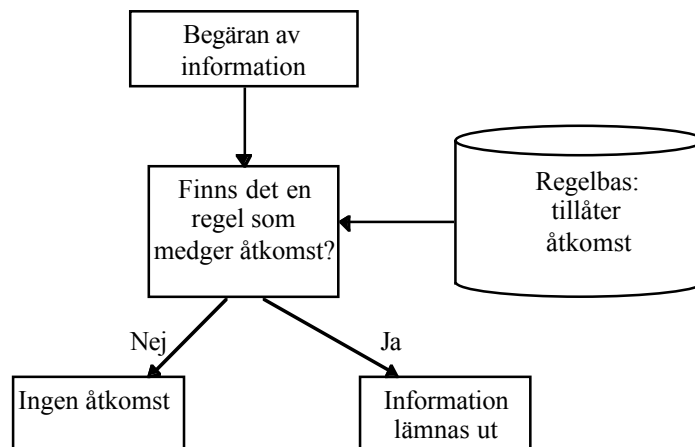 Begäran av
information
Finns det en
regel som
medger åtkomst?
Regelbas:
tillåter
åtkomst
Nej
Ja
Ingen åtkomst
Information
lämnas ut